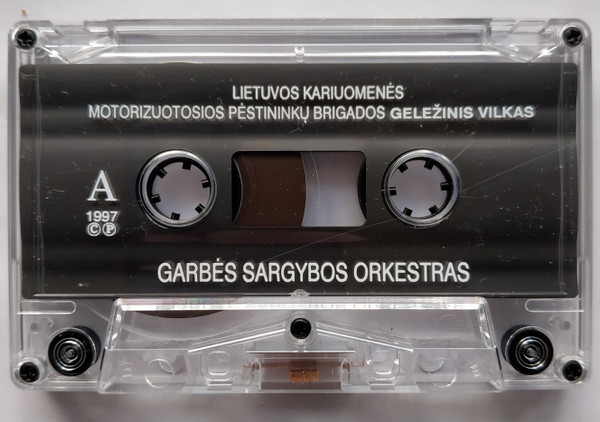 LIETUVOS KARIUOMENĖS
MOTORIZUOTOSIOS PĖSTININKŲ BRIGADOS GELEŽINIS VILKAS
A
1997
©℗
GARBĖS SARGYBOS ORKESTRAS